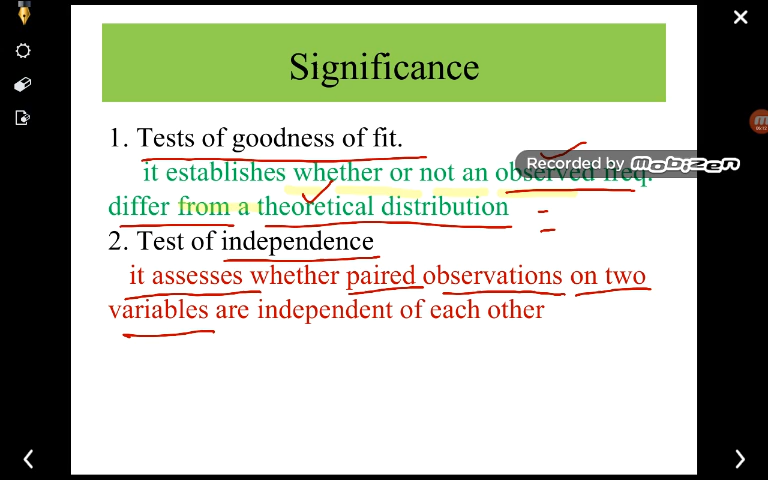 Significance
1. Tests of goodness of fit.
Recorded by mobizen
it establishes whether or not an observed freq.
differ from a theoretical distribution
2. Test of independence
it assesses whether paired observations on two
variables are independent of each other